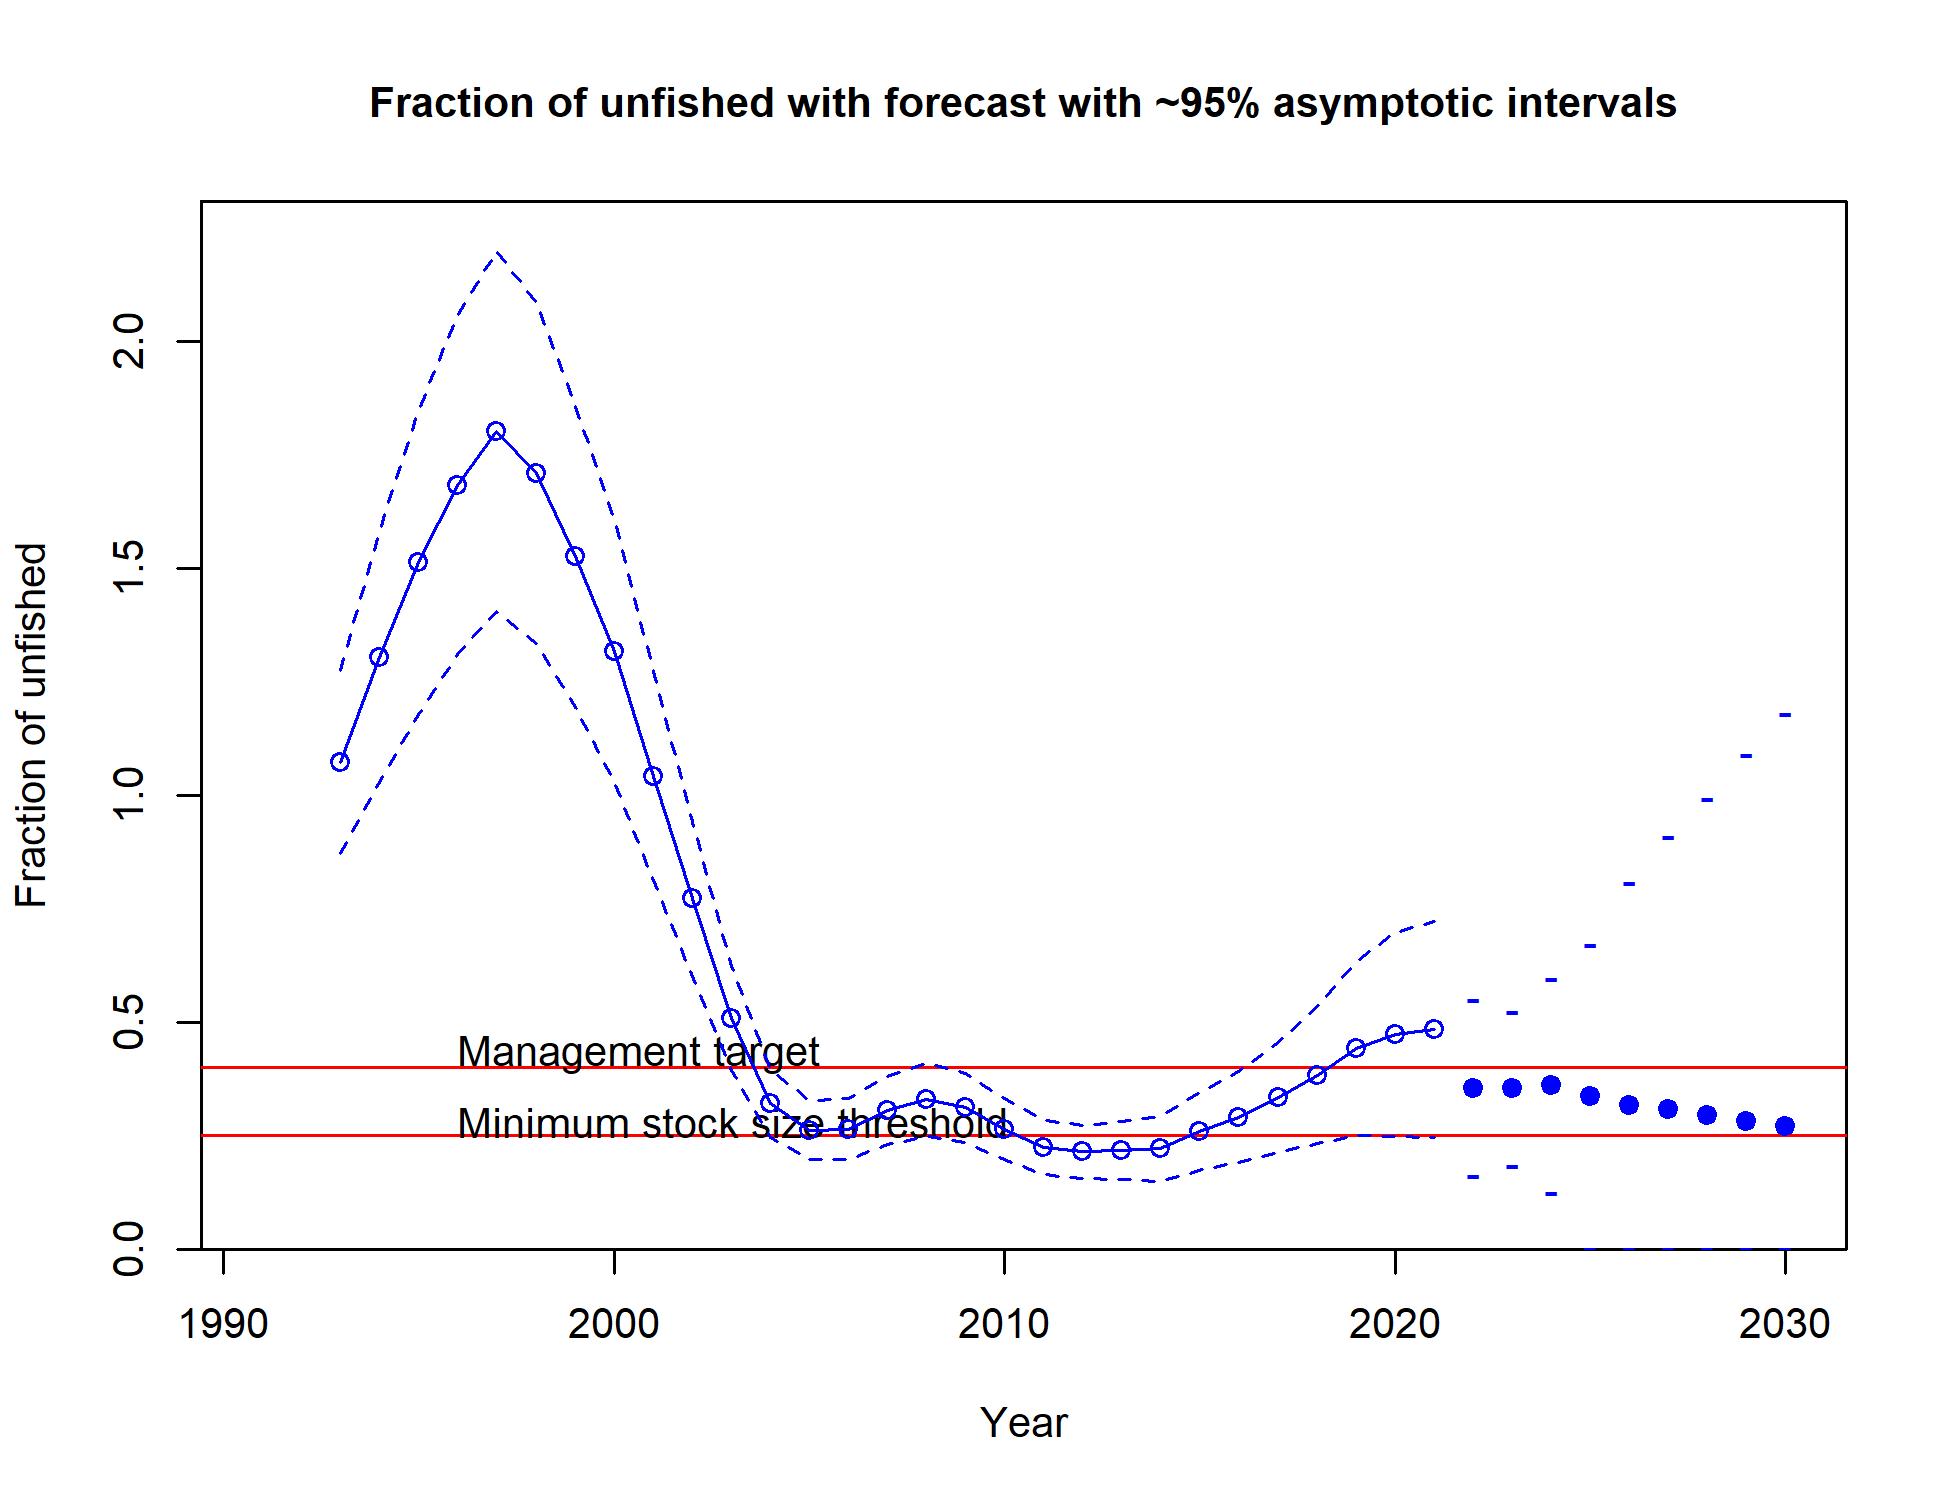 Fraction of unfished with forecast with ~95% asymptotic intervals
Fraction of unfished
2.0
1.5
1.0
0.5
0.0
Management target
Minimum stock size threshold
1990 2000 2010 2020 2030
Year